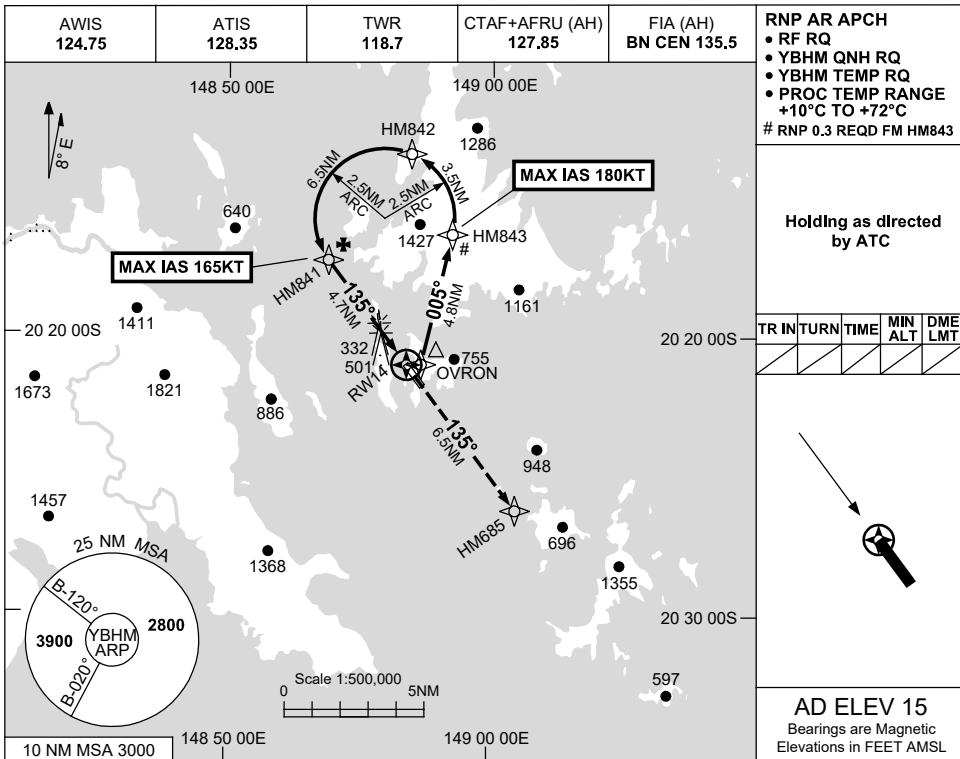 AWIS
124.75
ATIS
128.35
TWR
118.7
CTAF+AFRU (AH)
127.85
FIA (AH)
BN CEN 135.5
RNP AR APCH
• RF RQ
• YBHM QNH RQ
• YBHM TEMP RQ
• PROC TEMP RANGE
+10°C TO +72°C
# RNP 0.3 REQD FM HM843
Holding as directed
by ATC
TR IN
TURN
TIME
MIN
ALT
DME
LMT
148 50 00E
149 00 00E
8° E
HM842
1286
6.5NM
3.5NM
2.5NM
ARC
2.5NM
ARC
MAX IAS 180KT
640
1427
HM843
#
MAX IAS 165KT
HM841
135°
4.7NM
005°
4.8NM
1161
1411
20 20 00S
20 20 00S
332
501
RW14
755
OVRON
1673
1821
886
135°
6.5NM
948
1457
HM685
696
25 NM MSA
1368
1355
B-120°
3900
YBHM
ARP
2800
B-020°
20 30 00S
Scale 1:500,000
0
5NM
597
10 NM MSA 3000
148 50 00E
149 00 00E
AD ELEV 15
Bearings are Magnetic
Elevations in FEET AMSL